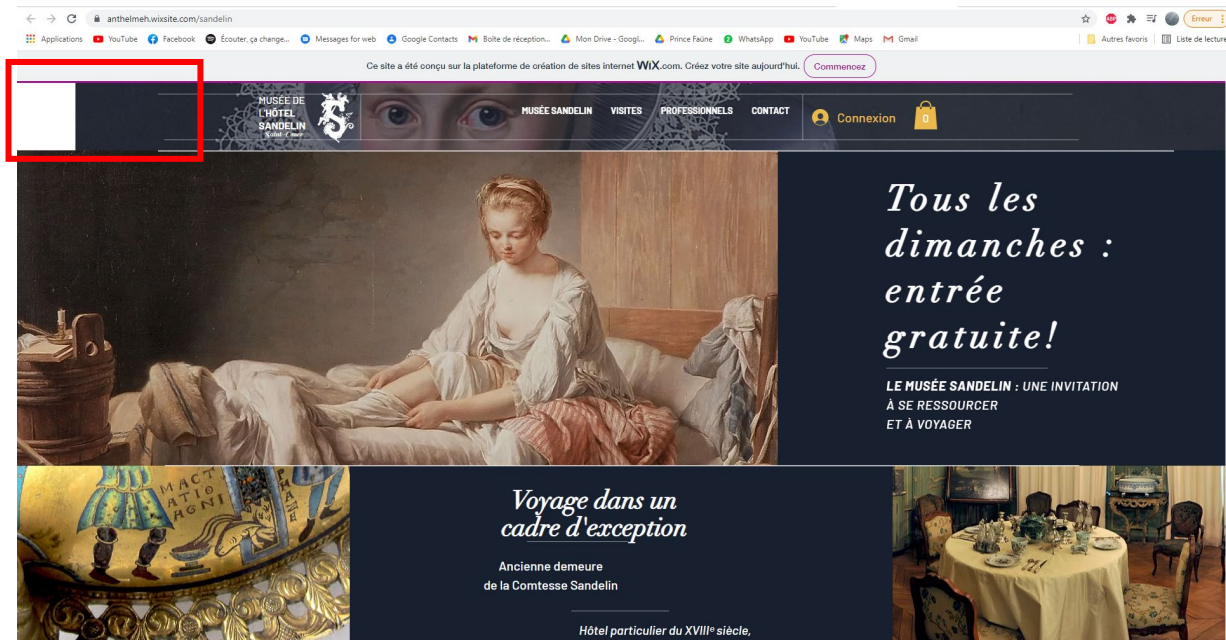 anthelmeh.wixsite.com/sandelin
Erreur
Applications YouTube Facebook Écouter, ça change... Messages for web Google Contacts Boîte de réception... Mon Drive - Googl... Prince Faüne WhatsApp YouTube Maps Gmail Autres favoris Liste de lecture
Ce site a été conçu sur la plateforme de création de sites internet WiX.com. Créez votre site aujourd'hui. Commencez
MUSÉE DE
L'HÔTEL
SANDELIN
Saint-Omer
MUSÉE SANDELIN VISITES PROFESSIONNELS CONTACT Connexion 0
Tous les
dimanches :
entrée
gratuite!
LE MUSÉE SANDELIN : UNE INVITATION
À SE RESSOURCER
ET À VOYAGER
MACT
ATIO
AGNI
Voyage dans un
cadre d'exception
Ancienne demeure
de la Comtesse Sandelin
Hôtel particulier du XVIIIe siècle,